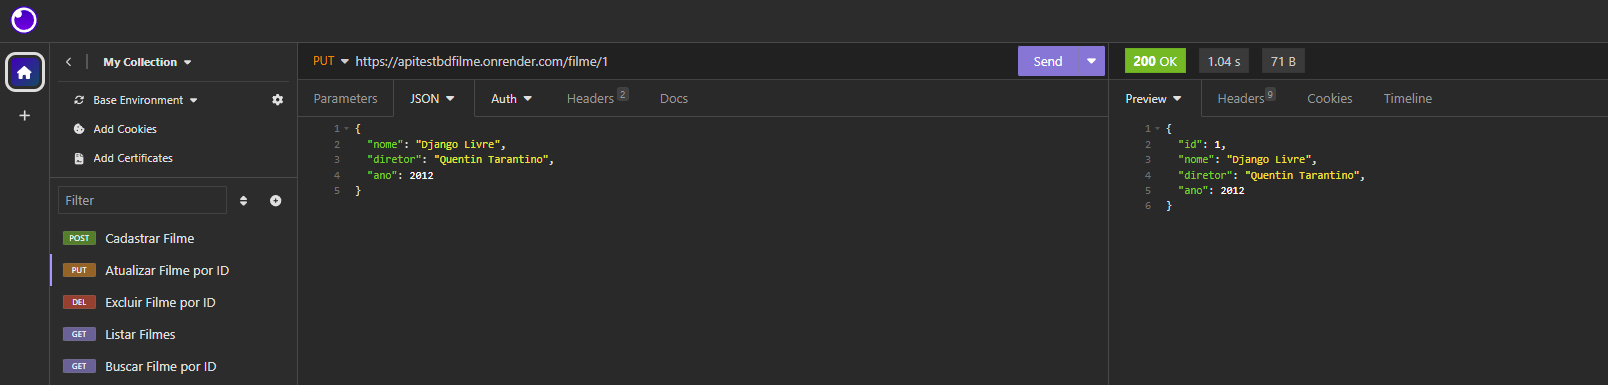 My Collection
Base Environment
Add Cookies
Add Certificates
Filter
POST Cadastrar Filme
PUT Atualizar Filme por ID
DEL Excluir Filme por ID
GET Listar Filmes
GET Buscar Filme por ID
PUT https://apitestbdfilme.onrender.com/filme/1 Send
Parameters JSON Auth Headers 2 Docs
1 {
2 "nome": "Django Livre",
3 "diretor": "Quentin Tarantino",
4 "ano": 2012
5 }
200 OK 1.04 s 71 B
Preview Headers 9 Cookies Timeline
1 {
2 "id": 1,
3 "nome": "Django Livre",
4 "diretor": "Quentin Tarantino",
5 "ano": 2012
6 }